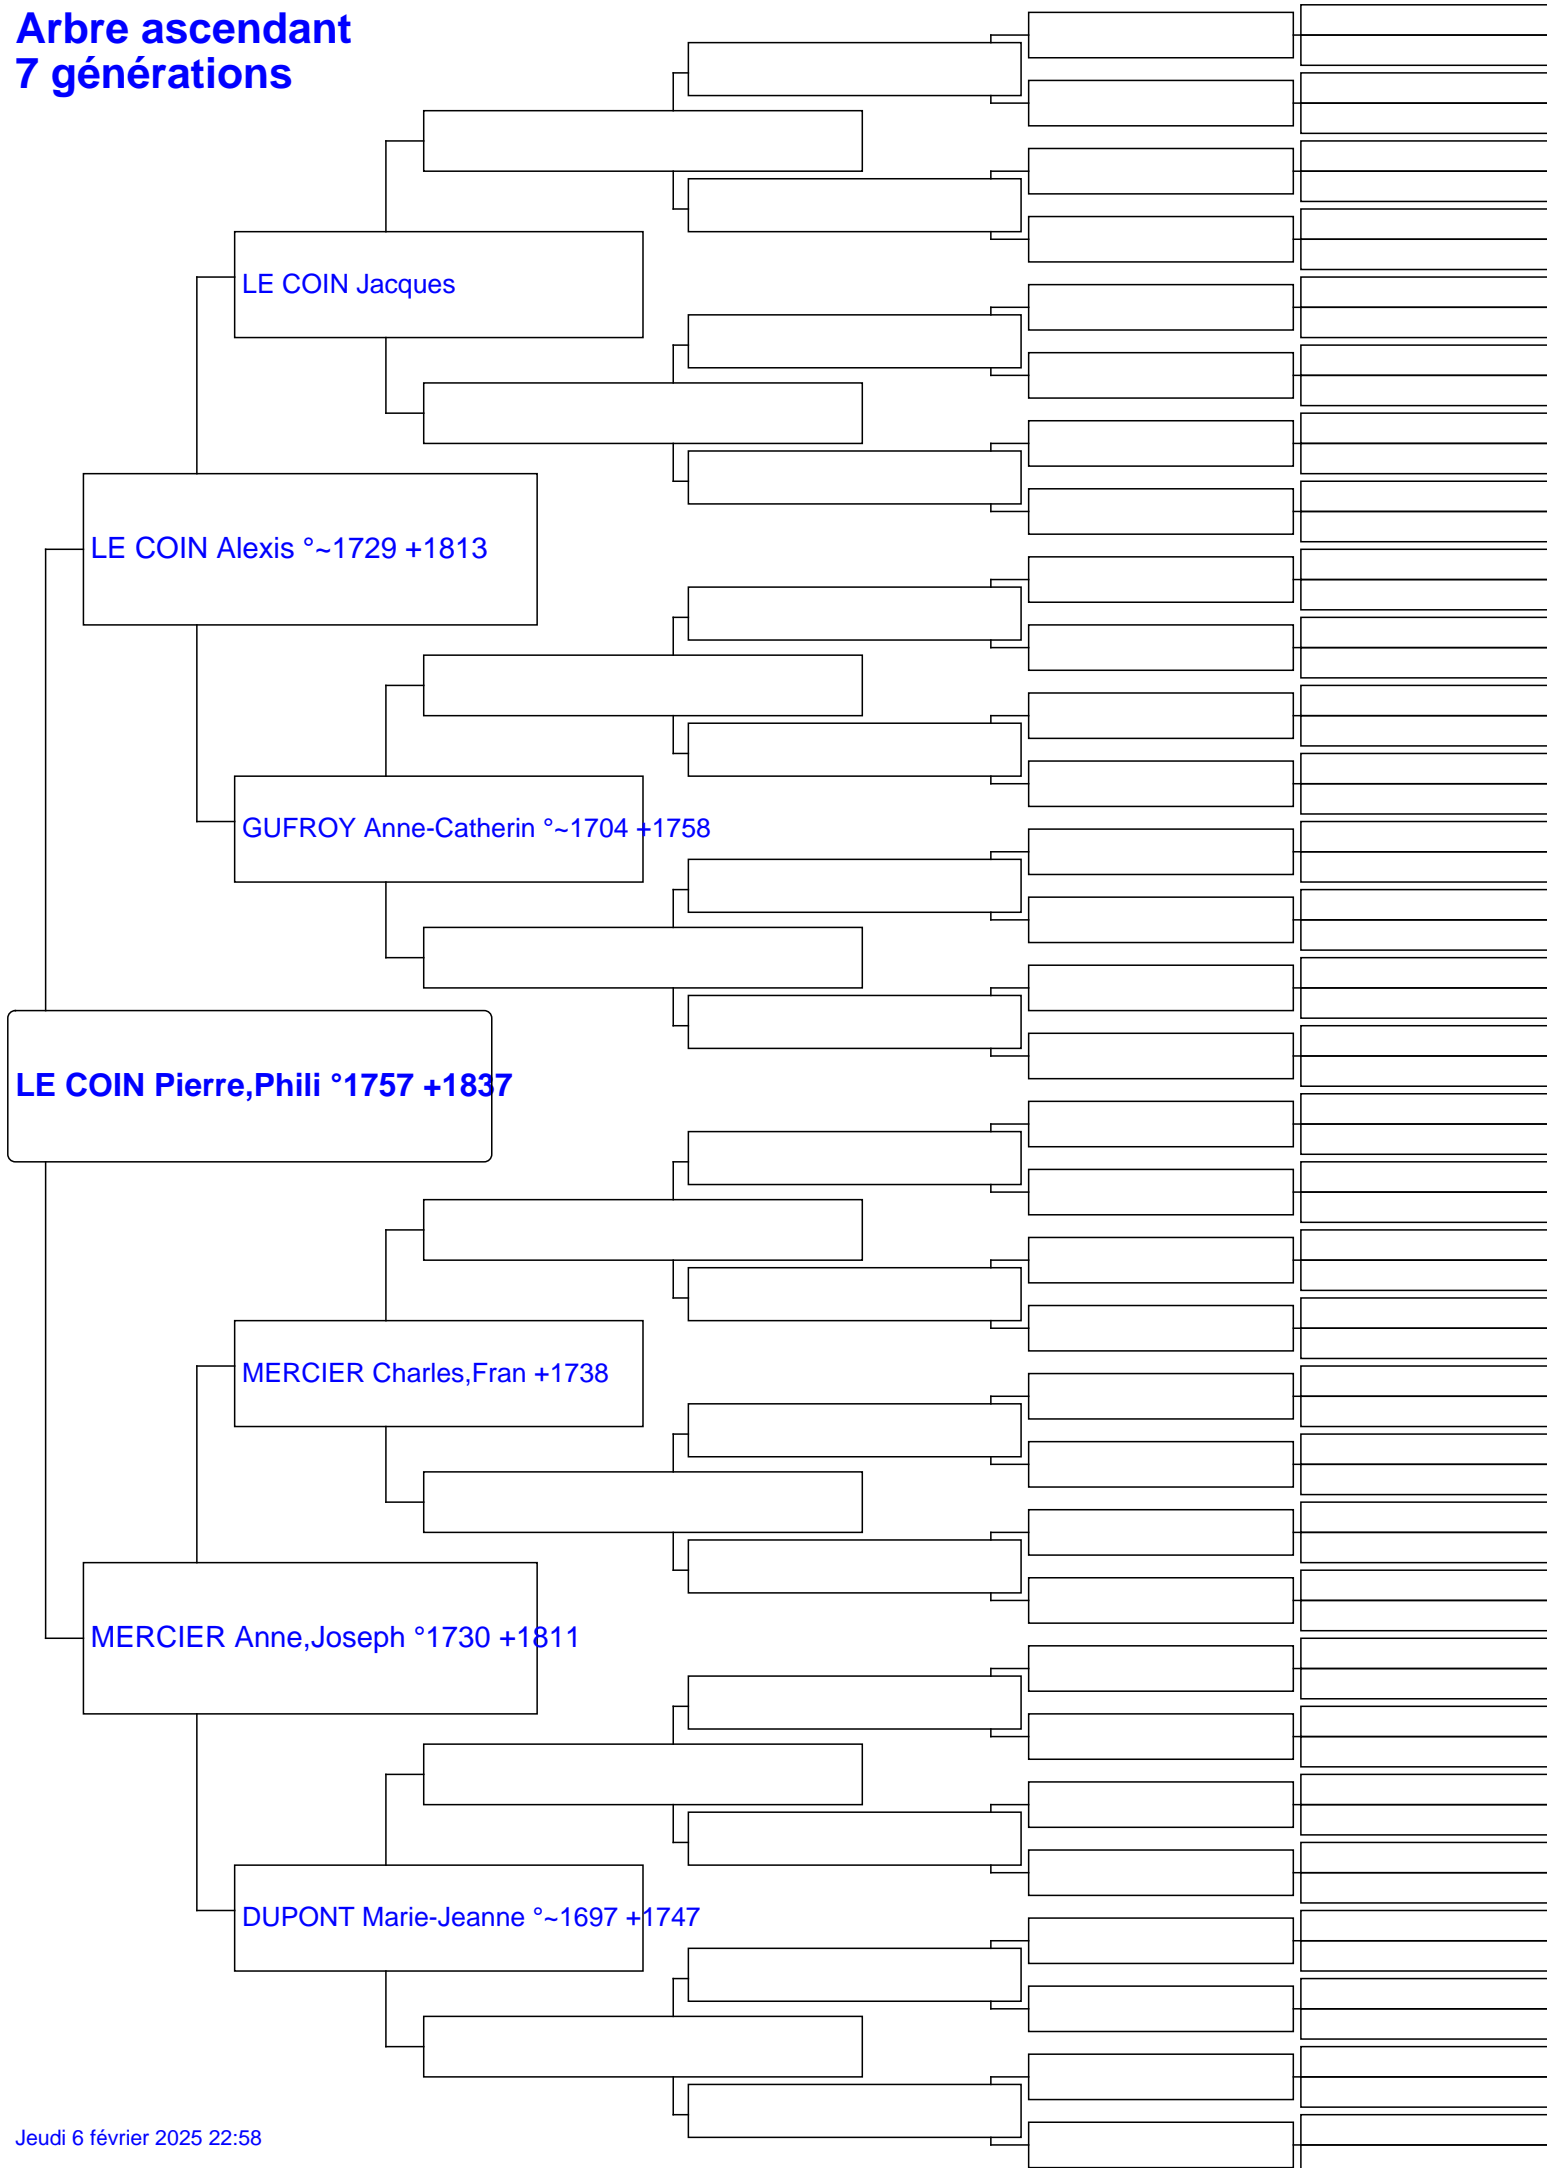 Arbre ascendant
7 générations
LE COIN Jacques
LE COIN Alexis °~1729 +1813
GUFROY Anne-Catherin °~1704 +1758
LE COIN Pierre,Phili °1757 +1837
MERCIER Charles,Fran +1738
MERCIER Anne,Joseph °1730 +1811
DUPONT Marie-Jeanne °~1697 +1747
Jeudi 6 février 2025 22:58